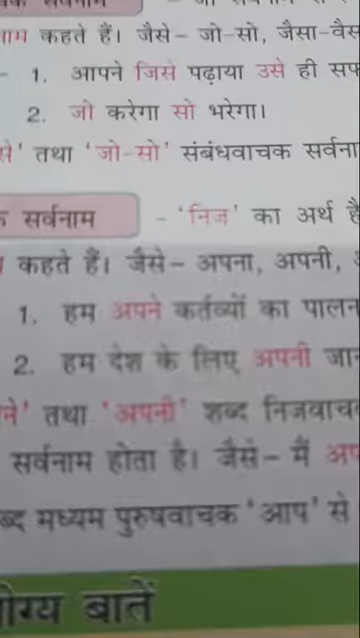 नाम कहते हैं। जैसे- जो-सो, जैसा-वैस
- 1. आपने जिसे पढ़ाया उसे ही सफ
2. जो करेगा सो भरेगा।
से' तथा 'जो-सो' संबंधवाचक सर्वना
सर्वनाम - 'निज' का अर्थ है
कहते हैं। जैसे- अपना, अपनी,
1. हम अपने कर्तव्यों का पालन
2. हम देश के लिए अपनी जान
ने' तथा 'अपनी' शब्द निजवाच
सर्वनाम होता है। जैसे- मैं अप
ब्द मध्यम पुरुषवाचक 'आप' से
ोग्य बातें